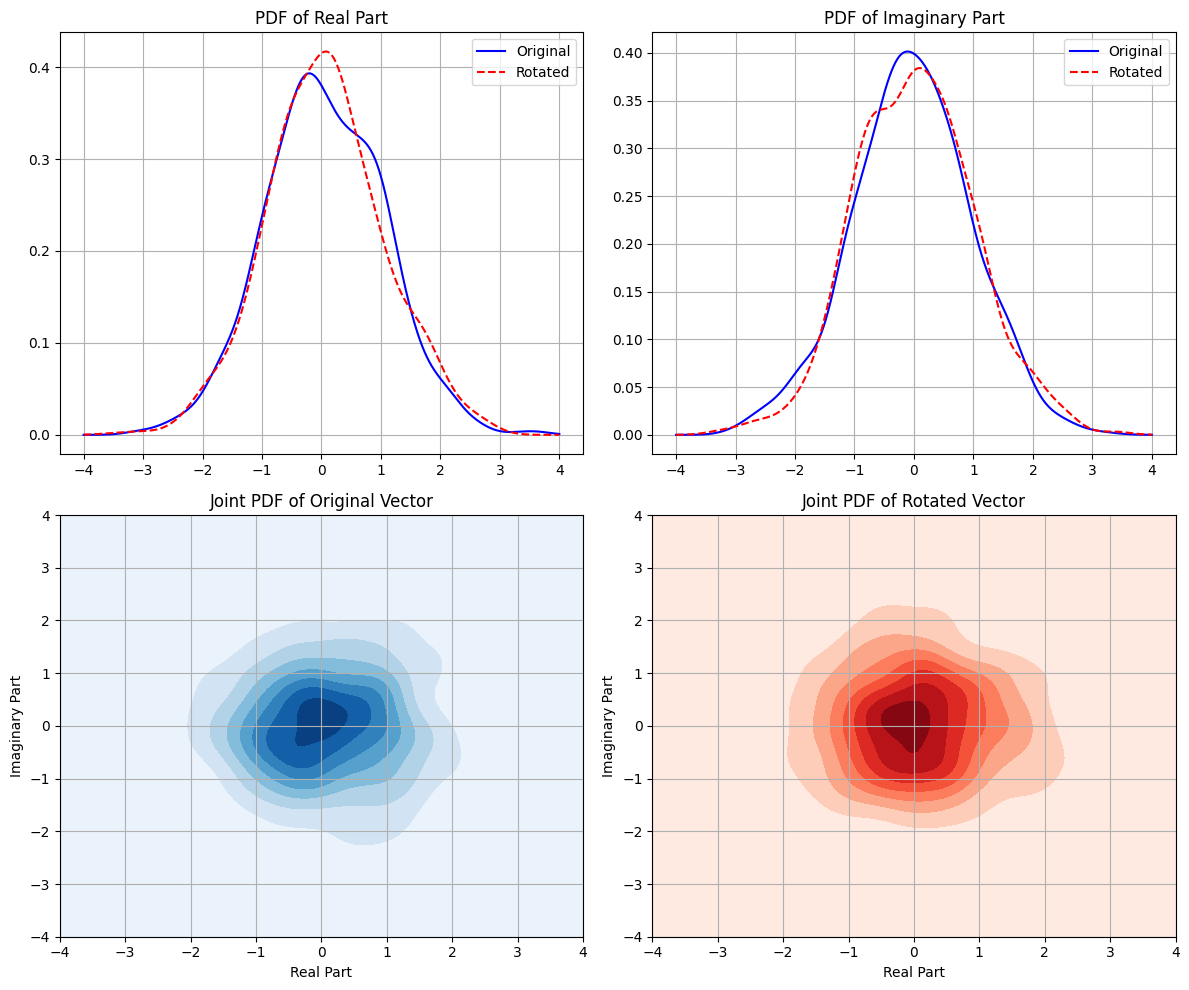 PDF of Real Part
Original
Rotated
0.4
0.3
0.2
0.1
0.0
−4 −3 −2 −1 0 1 2 3 4
PDF of Imaginary Part
Original
Rotated
0.40
0.35
0.30
0.25
0.20
0.15
0.10
0.05
0.00
−4 −3 −2 −1 0 1 2 3 4
Joint PDF of Original Vector
Imaginary Part
4
3
2
1
0
−1
−2
−3
−4
−4 −3 −2 −1 0 1 2 3 4
Real Part
Joint PDF of Rotated Vector
Imaginary Part
4
3
2
1
0
−1
−2
−3
−4
−4 −3 −2 −1 0 1 2 3 4
Real Part